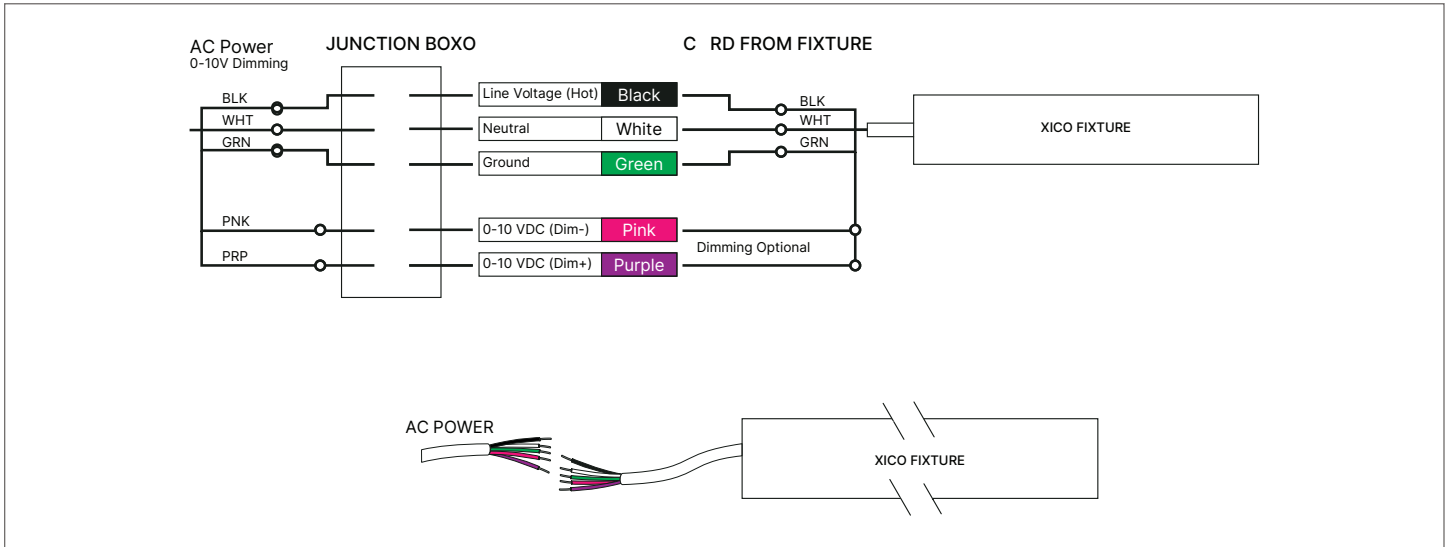 AC Power
0-10V Dimming
JUNCTION BOXO
C RD FROM FIXTURE
BLK
WHT
GRN
PNK
PRP
Line Voltage (Hot) Black
Neutral White
Ground Green
0-10 VDC (Dim-) Pink
0-10 VDC (Dim+) Purple
Dimming Optional
BLK
WHT
GRN
XICO FIXTURE
AC POWER
XICO FIXTURE